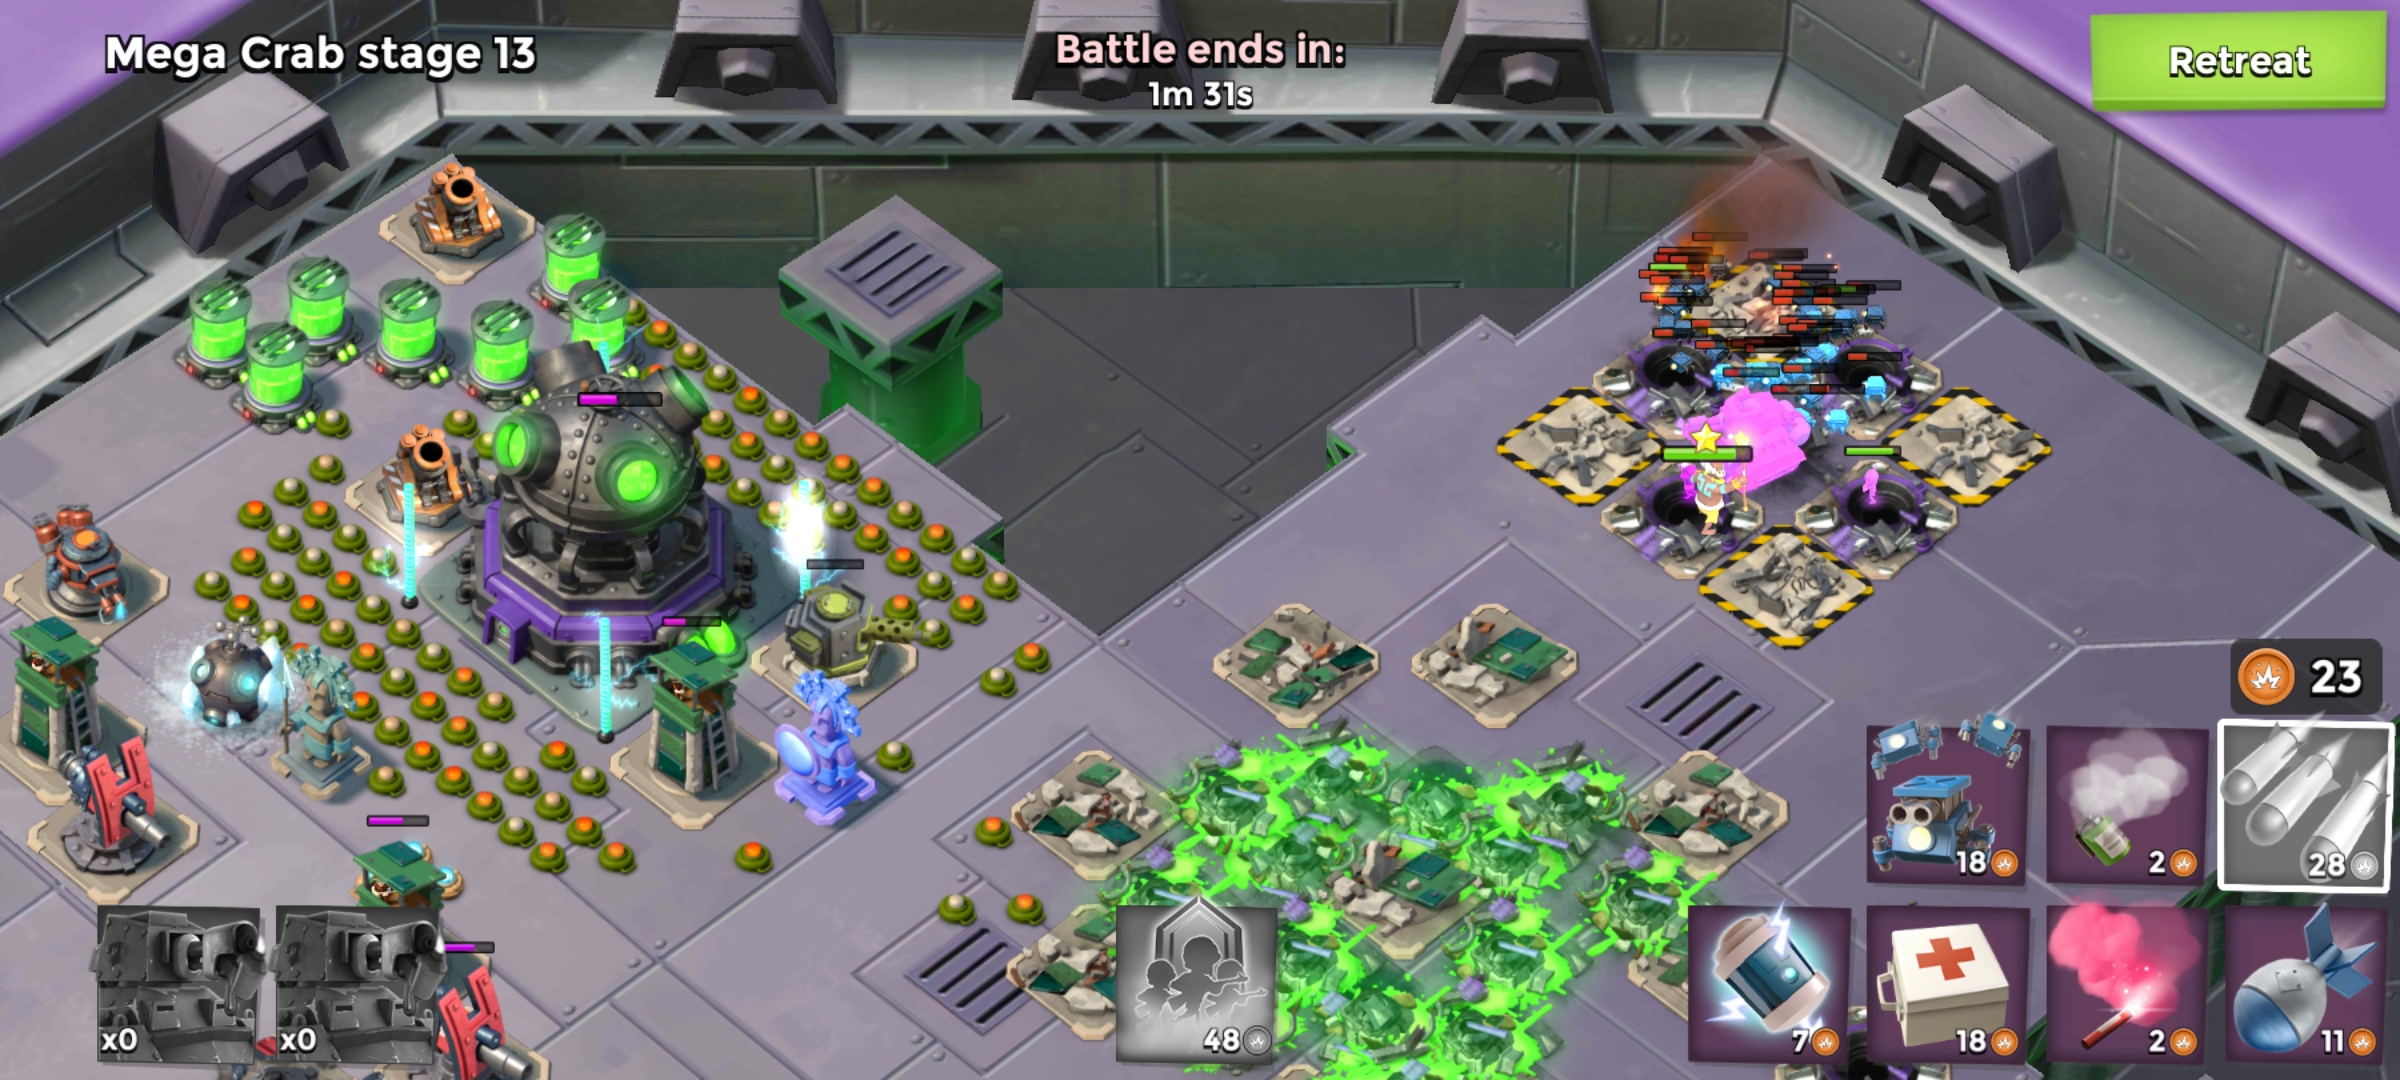 Mega Crab stage 13
Battle ends in:
1m 31s
Retreat
23
18
2
28
x0
x0
48
7
18
2
11